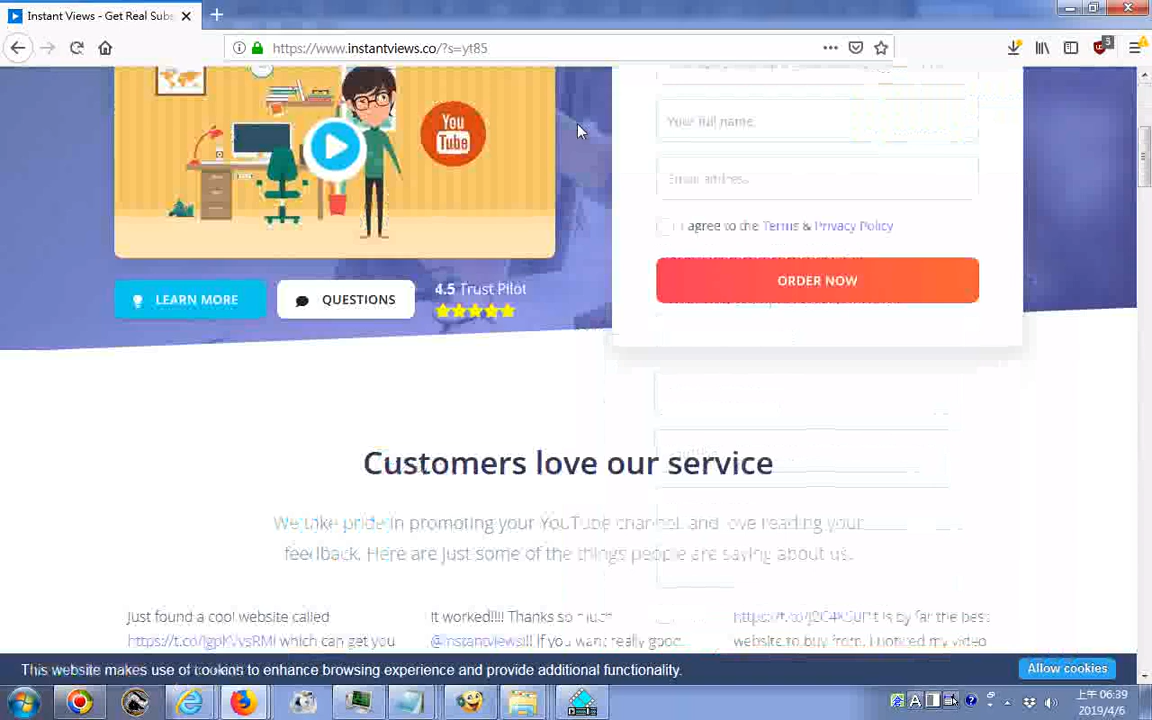 Instant Views - Get Real Subs
https://www.instantviews.co/?s=yt85
3
You
Tube
Your full name
Email address
I agree to the Terms & Privacy Policy
ORDER NOW
LEARN MORE
QUESTIONS
4.5 Trust Pilot
Customers love our service
We take pride in promoting your YouTube channel, and love reading your
feedback. Here are just some of the things people are saying about us.
Just found a cool website called
which can get you
It worked!!!! Thanks so much
@instantviews!! If you want really good
it is by far the best
website to buy from. I noticed my video
This website makes use of cookies to enhance browsing experience and provide additional functionality.
Allow cookies
A
上午 06:39
2019/4/6